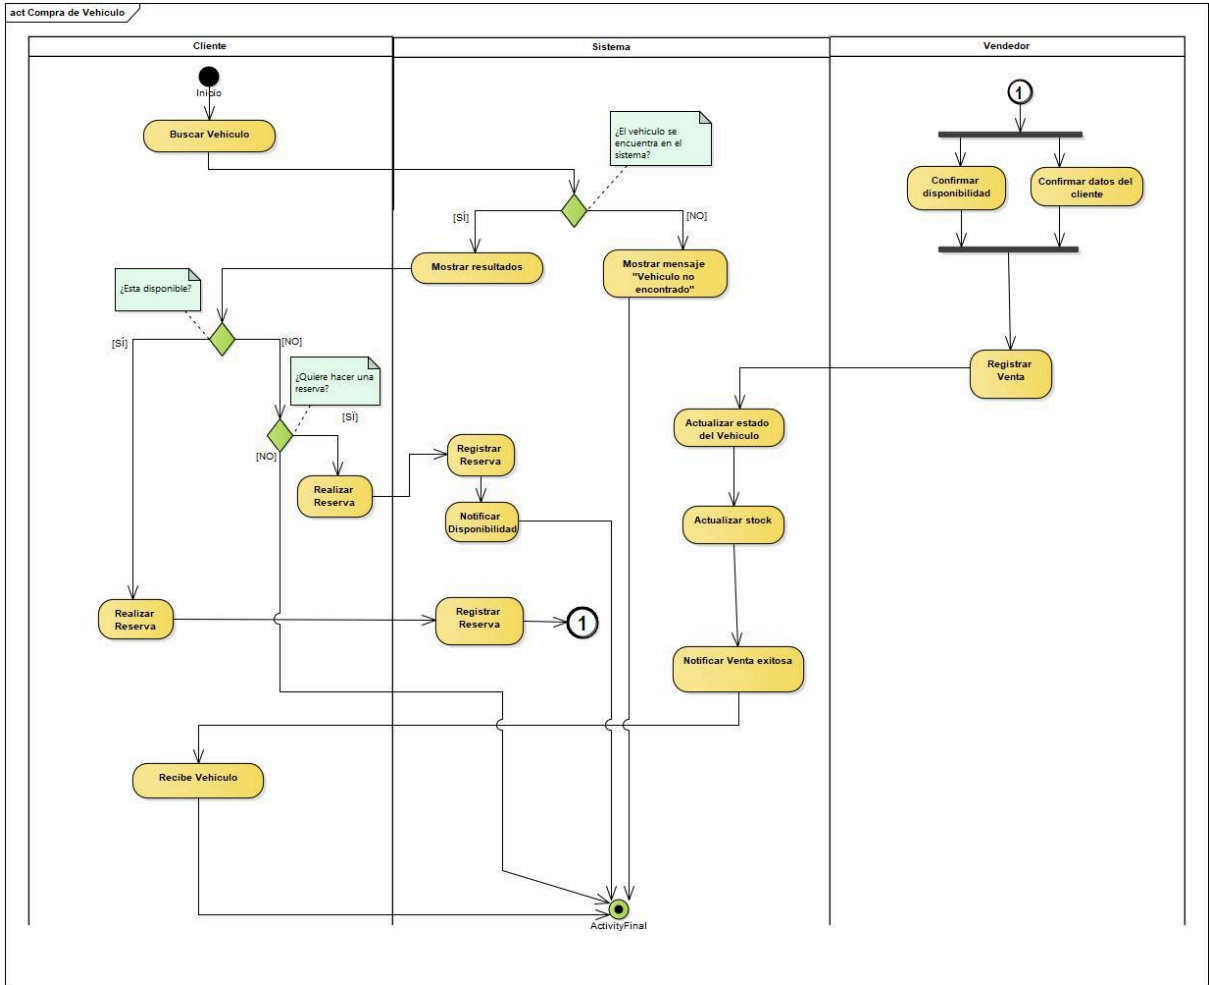 act Compra de Vehiculo
Cliente
Sistema
Vendedor
Inicio
1
Buscar Vehiculo
¿El vehiculo se
encuentra en el
sistema?
Confirmar
disponibilidad
Confirmar datos del
cliente
[SÍ]
[NO]
Mostrar resultados
Mostrar mensaje
"Vehiculo no
encontrado"
¿Esta disponible?
[SÍ]
[NO]
¿Quiere hacer una
reserva?
Registrar
Venta
[SÍ]
[NO]
Actualizar estado
del Vehiculo
Registrar
Reserva
Realizar
Reserva
Notificar
Disponibilidad
Actualizar stock
Realizar
Reserva
Registrar
Reserva
1
Notificar Venta exitosa
Recibe Vehiculo
ActivityFinal